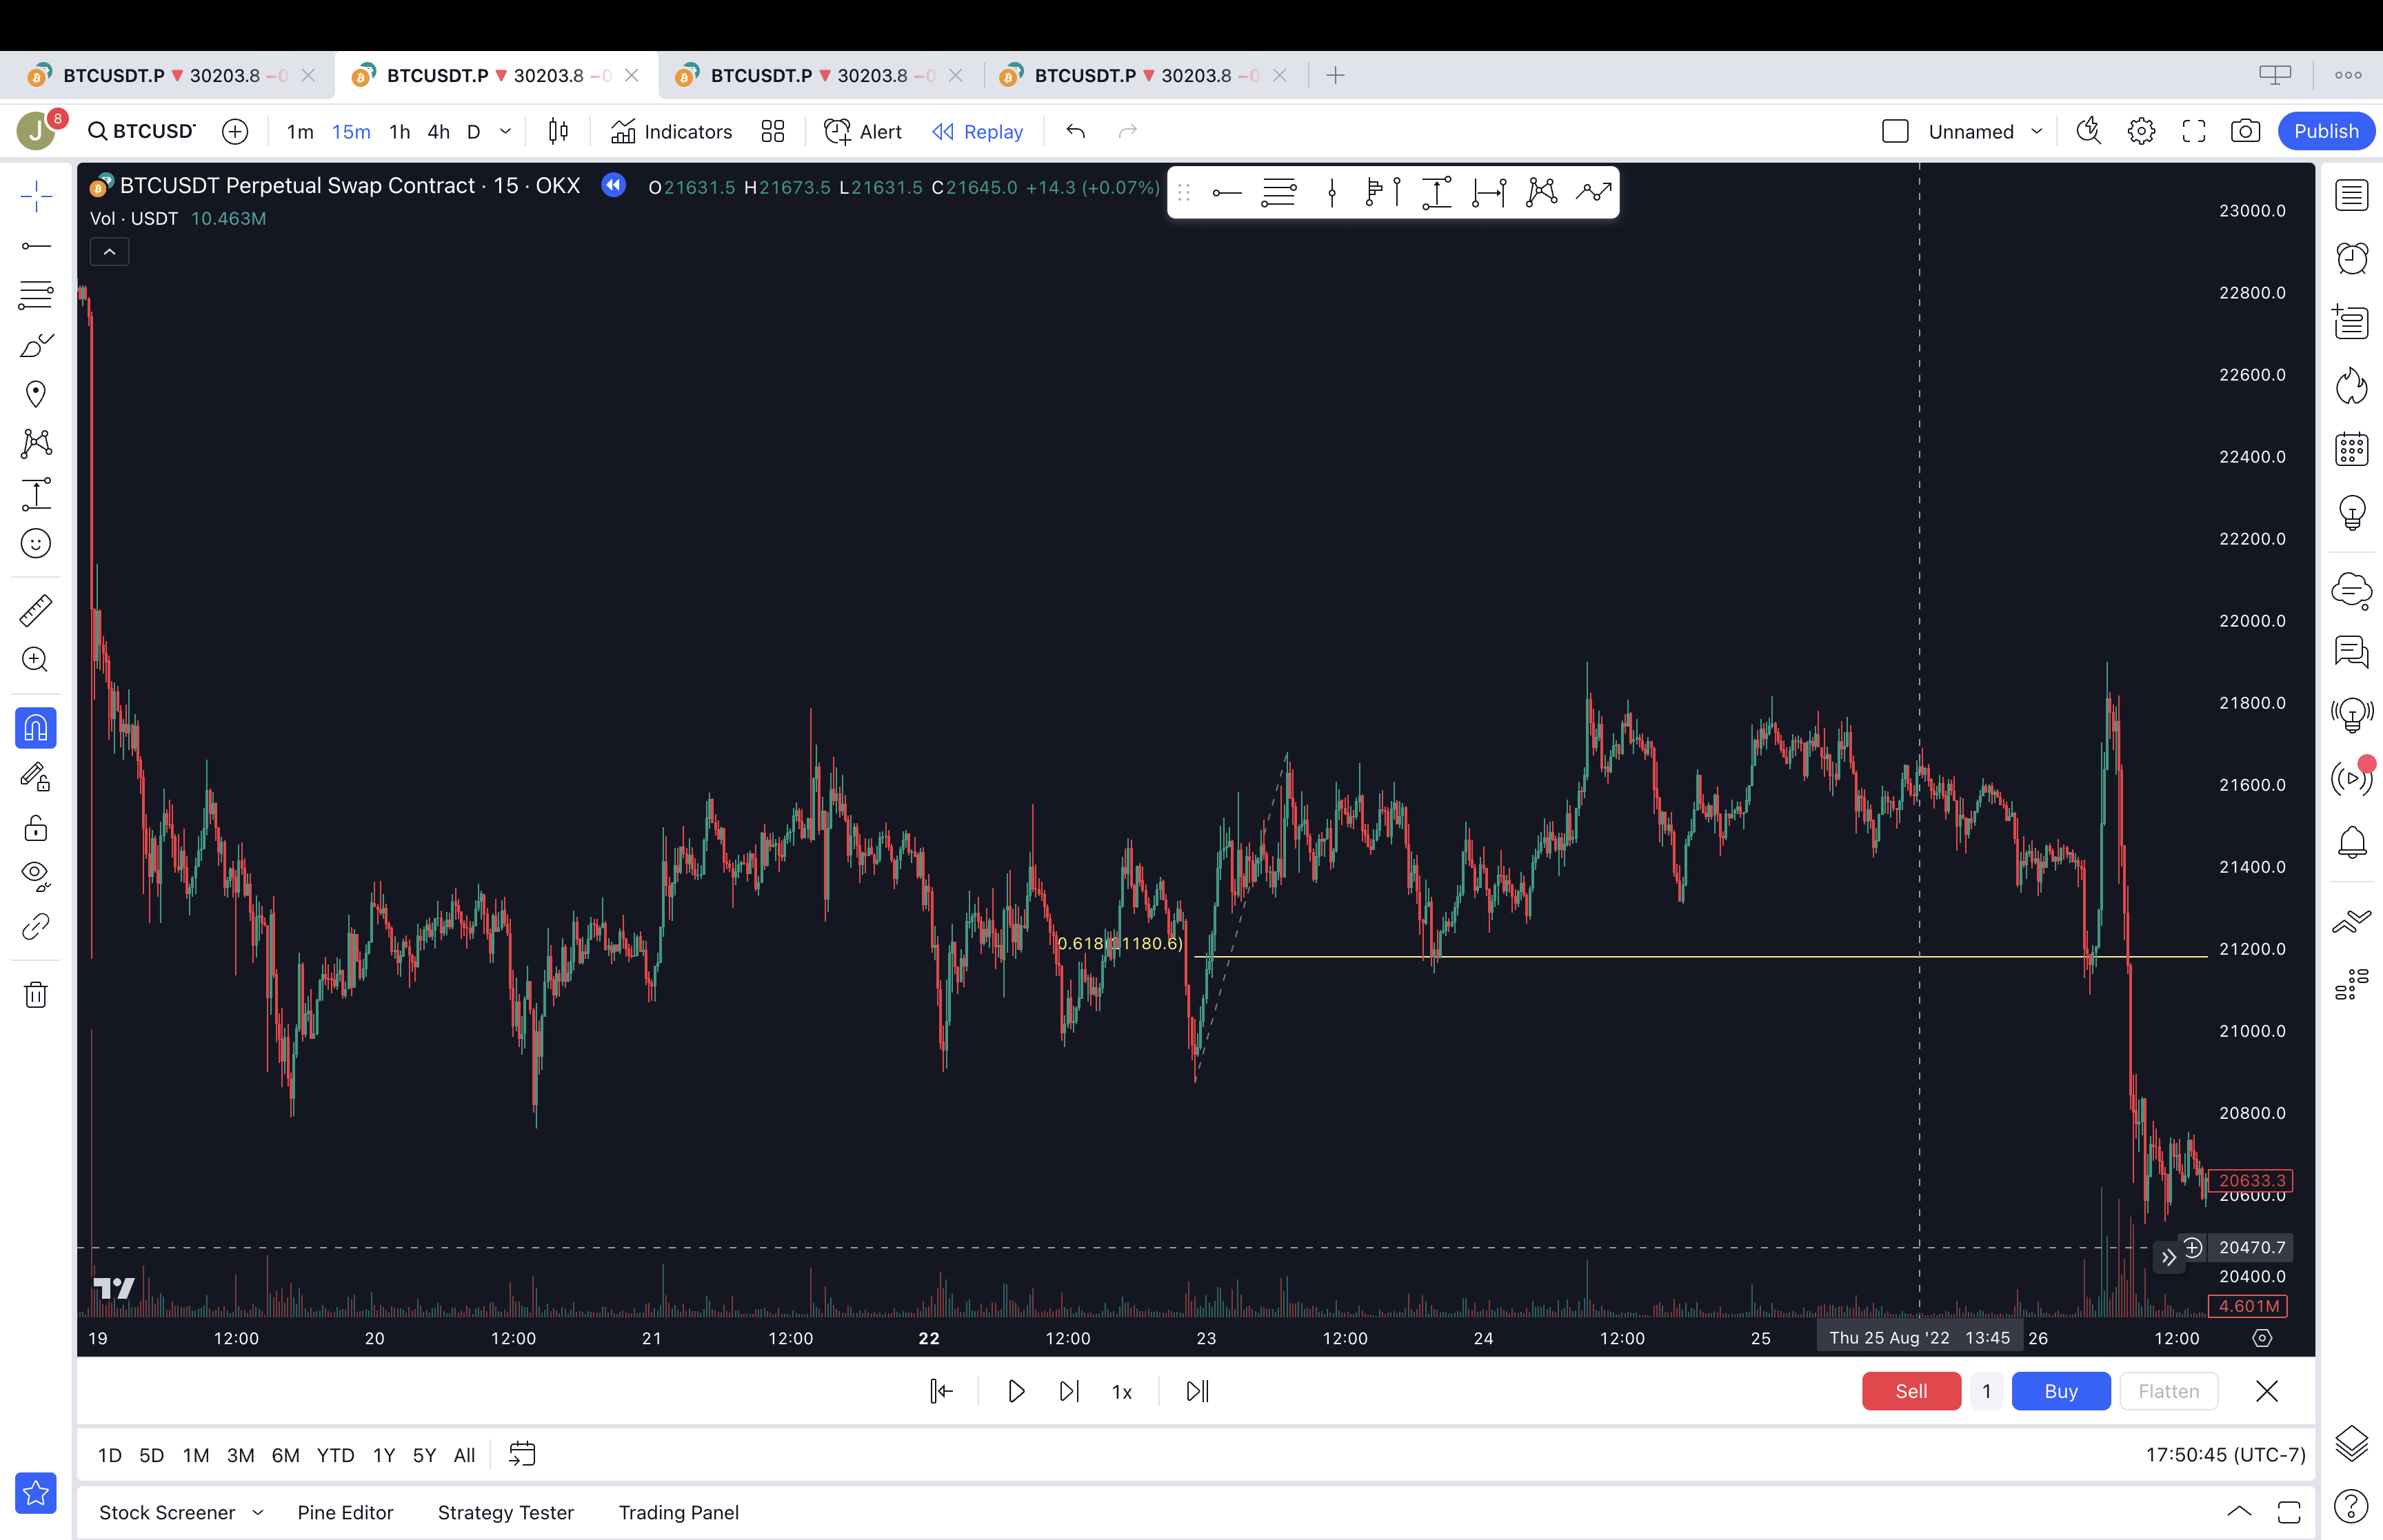 BTCUSDT.P ▼ 30203.8 −0 BTCUSDT.P ▼ 30203.8 −0 BTCUSDT.P ▼ 30203.8 −0 BTCUSDT.P ▼ 30203.8 −0
J 8 BTCUSD 1m 15m 1h 4h D Indicators Alert Replay Unnamed Publish
BTCUSDT Perpetual Swap Contract · 15 · OKX O21631.5 H21673.5 L21631.5 C21645.0 +14.3 (+0.07%)
Vol · USDT 10.463M
23000.0
22800.0
22600.0
22400.0
22200.0
22000.0
21800.0
21600.0
21400.0
0.618(21180.6)
21200.0
21000.0
20800.0
20633.3
20600.0
20470.7
20400.0
4.601M
19 12:00 20 12:00 21 12:00 22 12:00 23 12:00 24 12:00 25 Thu 25 Aug '22 13:45 26 12:00
1x Sell 1 Buy Flatten
1D 5D 1M 3M 6M YTD 1Y 5Y All 17:50:45 (UTC-7)
Stock Screener Pine Editor Strategy Tester Trading Panel